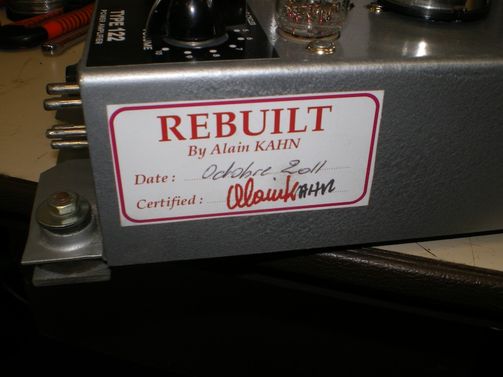 TYPE 122
POWER AMPLIFIER
VOLUME
REBUILT
By Alain KAHN
Date : Octobre 2011
Certified : Alain KAHN